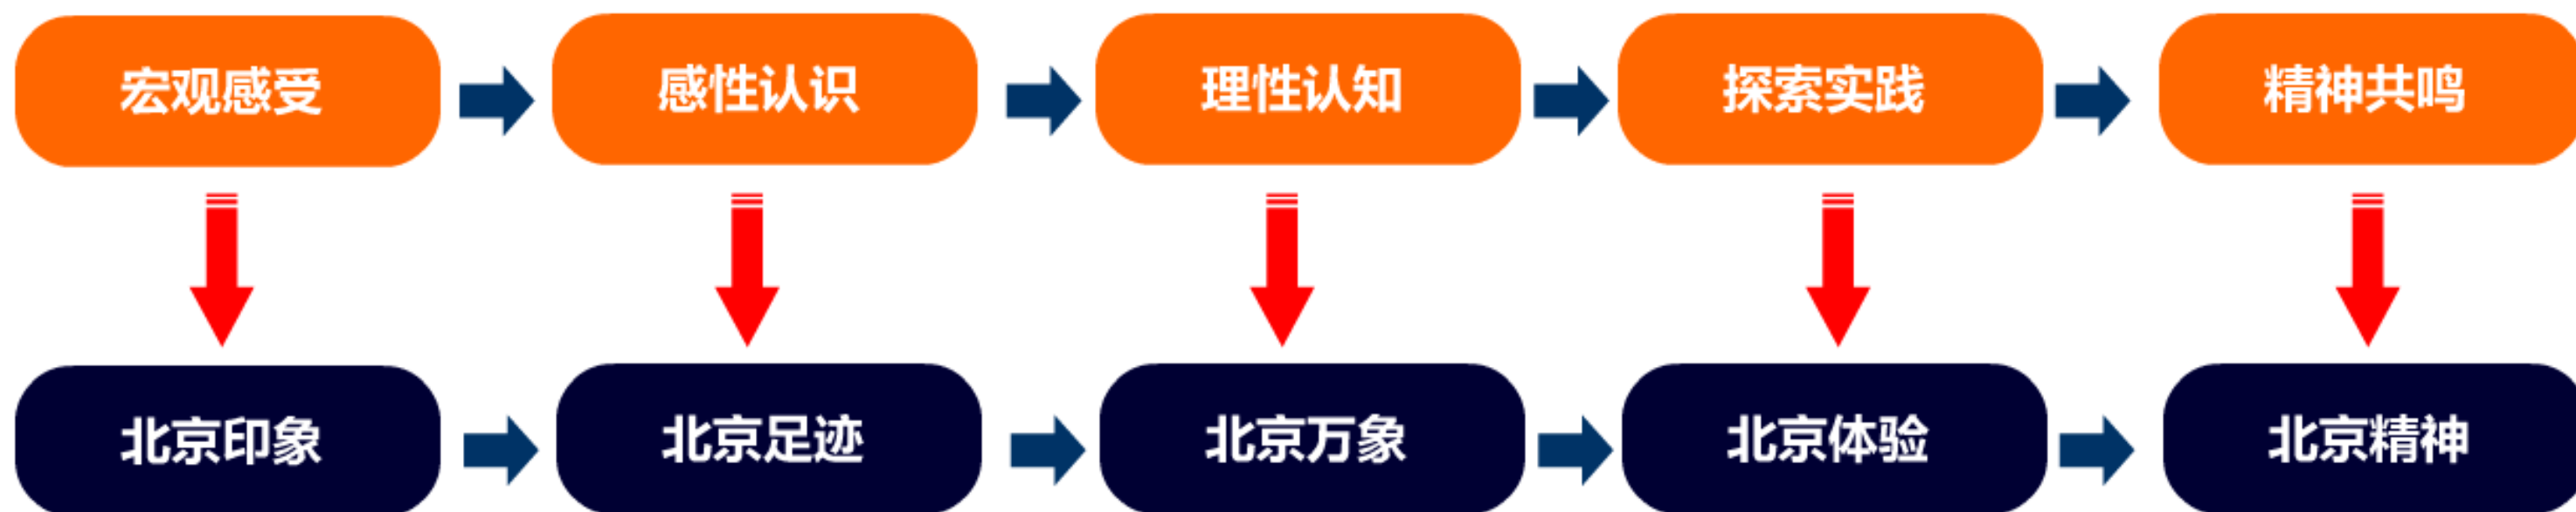 宏观感受
感性认识
理性认知
探索实践
精神共鸣
北京印象
北京足迹
北京万象
北京体验
北京精神